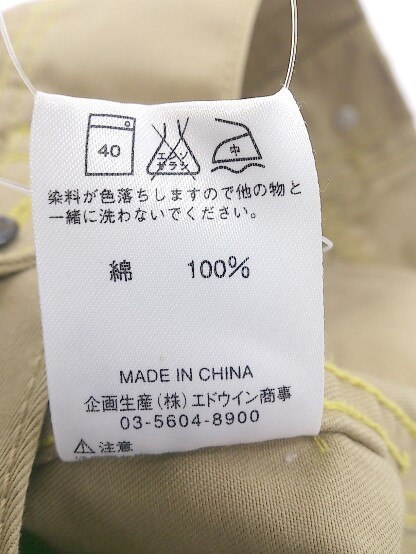 40
エンソ
サラシ
中
染料が色落ちしますので他の物と
一緒に洗わないでください。
綿 100%
MADE IN CHINA
企画生産(株)エドウイン商事
03-5604-8900
⚠注意